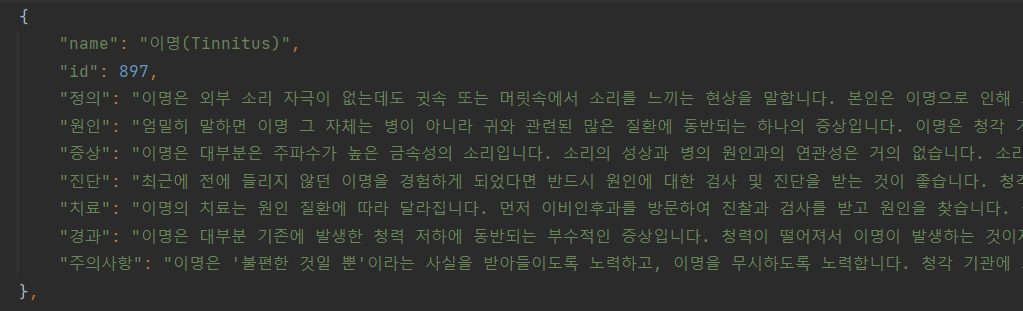 {
"name": "이명(Tinnitus)",
"id": 897,
"정의": "이명은 외부 소리 자극이 없는데도 귓속 또는 머릿속에서 소리를 느끼는 현상을 말합니다. 본인은 이명으로 인해
"원인": "엄밀히 말하면 이명 그 자체는 병이 아니라 귀와 관련된 많은 질환에 동반되는 하나의 증상입니다. 이명은 청각
"증상": "이명은 대부분은 주파수가 높은 금속성의 소리입니다. 소리의 성상과 병의 원인과의 연관성은 거의 없습니다. 소리
"진단": "최근에 전에 들리지 않던 이명을 경험하게 되었다면 반드시 원인에 대한 검사 및 진단을 받는 것이 좋습니다. 청각
"치료": "이명의 치료는 원인 질환에 따라 달라집니다. 먼저 이비인후과를 방문하여 진찰과 검사를 받고 원인을 찾습니다.
"경과": "이명은 대부분 기존에 발생한 청력 저하에 동반되는 부수적인 증상입니다. 청력이 떨어져서 이명이 발생하는 것이지
"주의사항": "이명은 '불편한 것일 뿐'이라는 사실을 받아들이도록 노력하고, 이명을 무시하도록 노력합니다. 청각 기관에
},